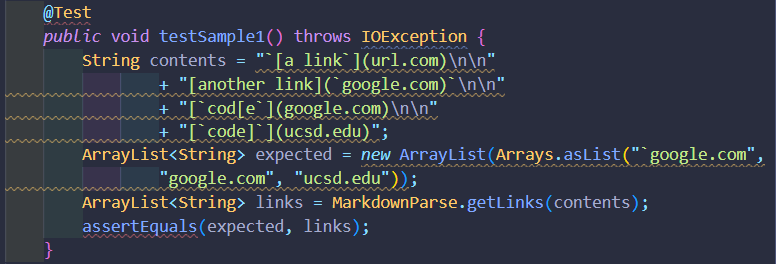 @Test
public void testSample1() throws IOException {
String contents = "`[a link`](url.com)\n\n"
+ "[another link](`google.com)`\n\n"
+ "[`cod[e`](google.com)\n\n"
+ "[`code]`](ucsd.edu)";
ArrayList<String> expected = new ArrayList(Arrays.asList("`google.com",
"google.com", "ucsd.edu"));
ArrayList<String> links = MarkdownParse.getLinks(contents);
assertEquals(expected, links);
}